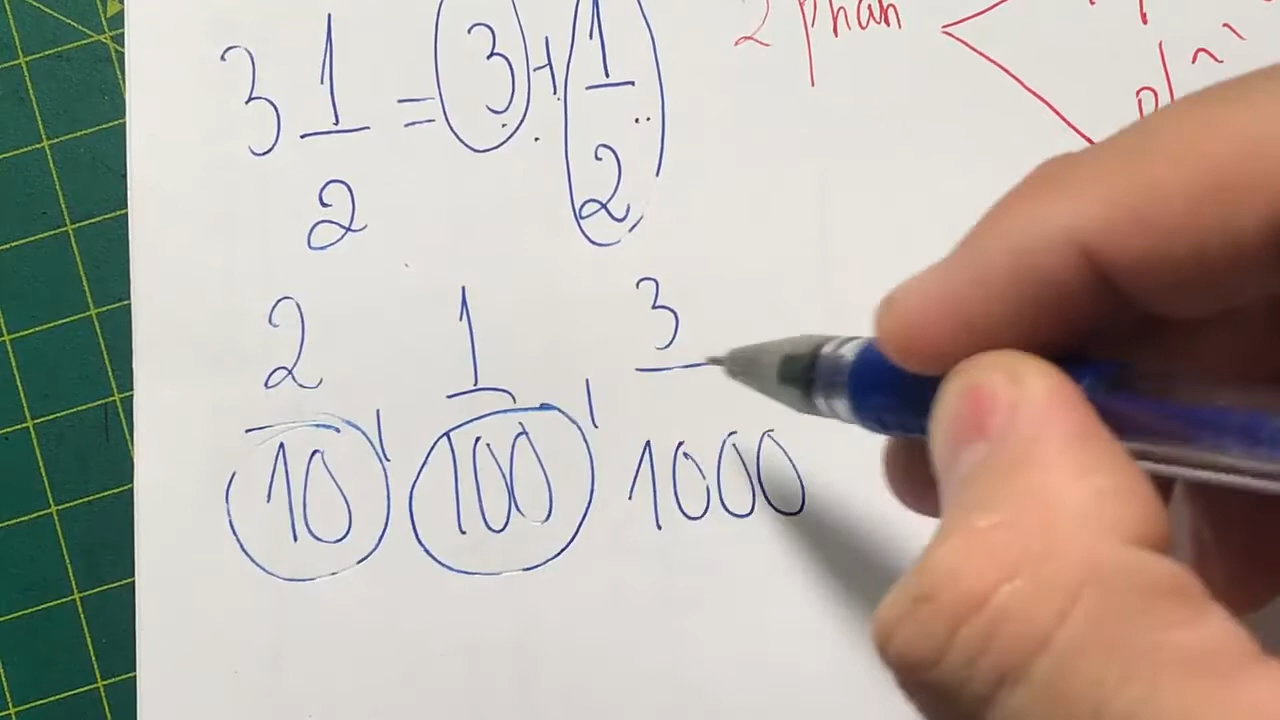 3 1/2 = 3 + 1/2
2 phần
2/10, 1/100, 3/1000